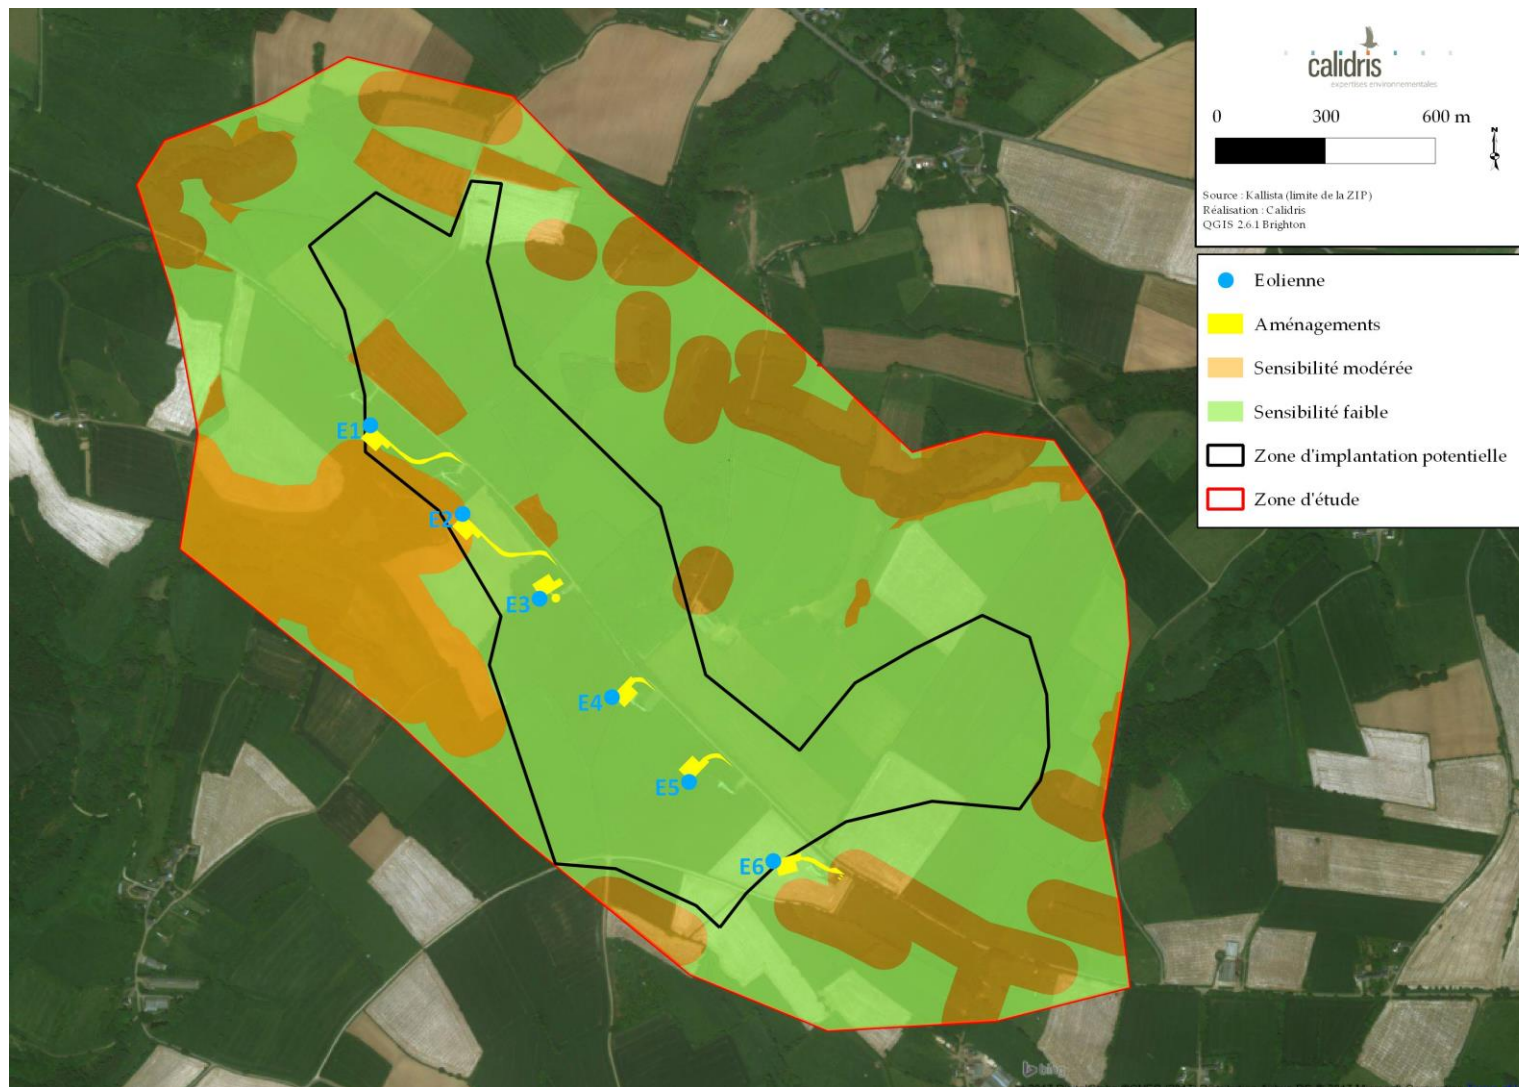 calidris
expertises environnementales
0 300 600 m
N
Source : Kallista (limite de la ZIP)
Réalisation : Calidris
QGIS 2.6.1 Brighton
Eolienne
Aménagements
Sensibilité modérée
Sensibilité faible
Zone d'implantation potentielle
Zone d'étude
E1
E2
E3
E4
E5
E6
bing